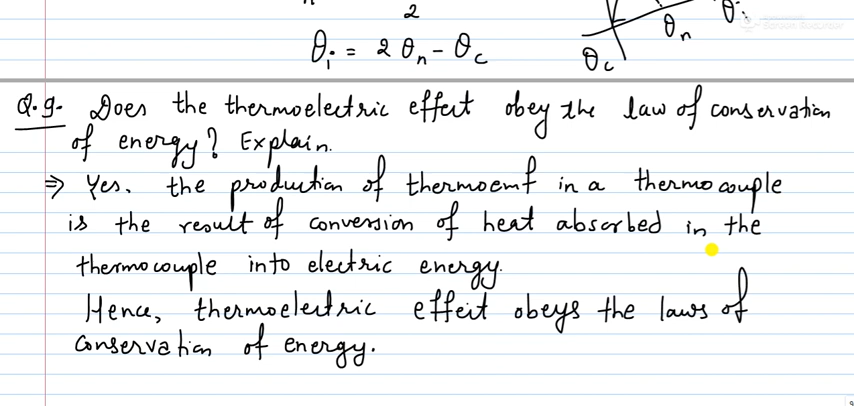 2
θi = 2θn - θc
θi
θn
θc
Q.9. Does the thermoelectric effect obey the law of conservation
of energy? Explain.
⇒ Yes. the production of thermoemf in a thermocouple
is the result of conversion of heat absorbed in the
thermocouple into electric energy.
Hence, thermoelectric effect obeys the laws of
conservation of energy.